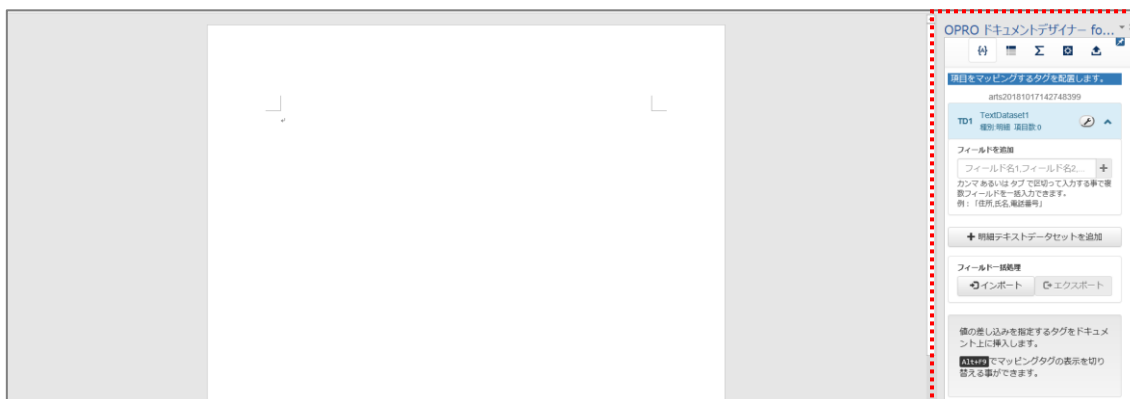 OPRO ドキュメントデザイナー fo...
項目をマッピングするタグを配置します。
arts20181017142748399
TD1
TextDataset1
種別:明細 項目数:0
フィールドを追加
フィールド名1,フィールド名2,...
カンマ あるいは タブ で区切って入力する事で複
数フィールドを一括入力できます。
例：「住所,氏名,電話番号」
明細テキストデータセットを追加
フィールド一括処理
インポート
エクスポート
値の差し込みを指定するタグをドキュメ
ント上に挿入します。
Alt+F9 でマッピングタグの表示を切り
替える事ができます。